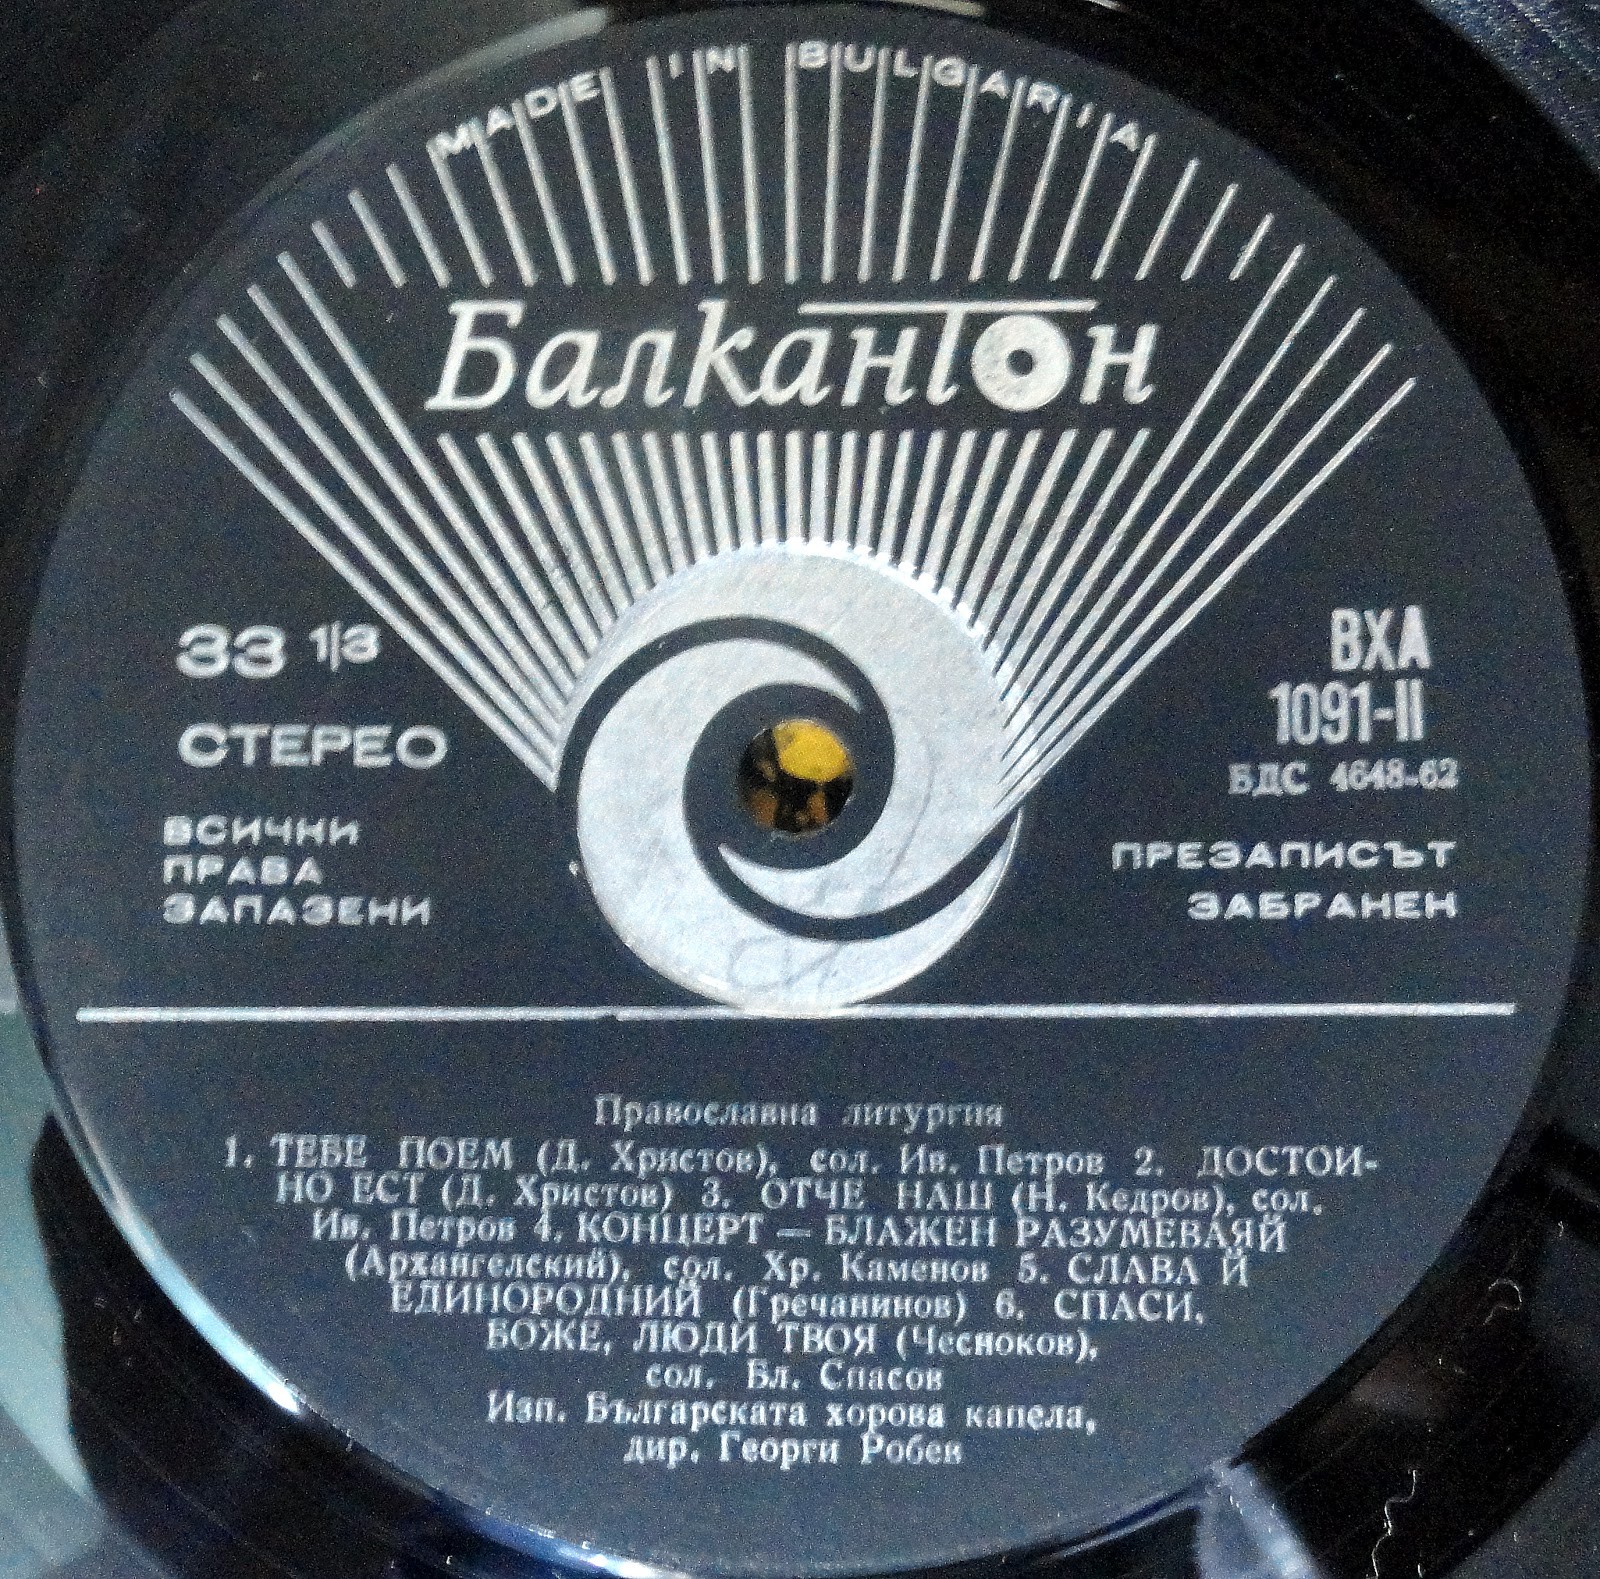 MADE IN BULGARIA
Балкантон
33 1/3
СТЕРЕО
ВСИЧКИ
ПРАВА
ЗАПАЗЕНИ
ВХА
1091-II
БДС 4648-62
ПРЕЗАПИСЪТ
ЗАБРАНЕН
Православна литургия
1. ТЕБЕ ПОЕМ (Д. Христов), сол. Ив. Петров 2. ДОСТОИ-
НО ЕСТ (Д. Христов) 3. ОТЧЕ НАШ (Н. Кедров), сол.
Ив. Петров 4. КОНЦЕРТ — БЛАЖЕН РАЗУМЕВАЯЙ
(Архангелский), сол. Хр. Каменов 5. СЛАВА Й
ЕДИНОРОДНИЙ (Гречанинов) 6. СПАСИ,
БОЖЕ, ЛЮДИ ТВОЯ (Чесноков),
сол. Бл. Спасов
Изп. Българската хорова капела,
дир. Георги Робев